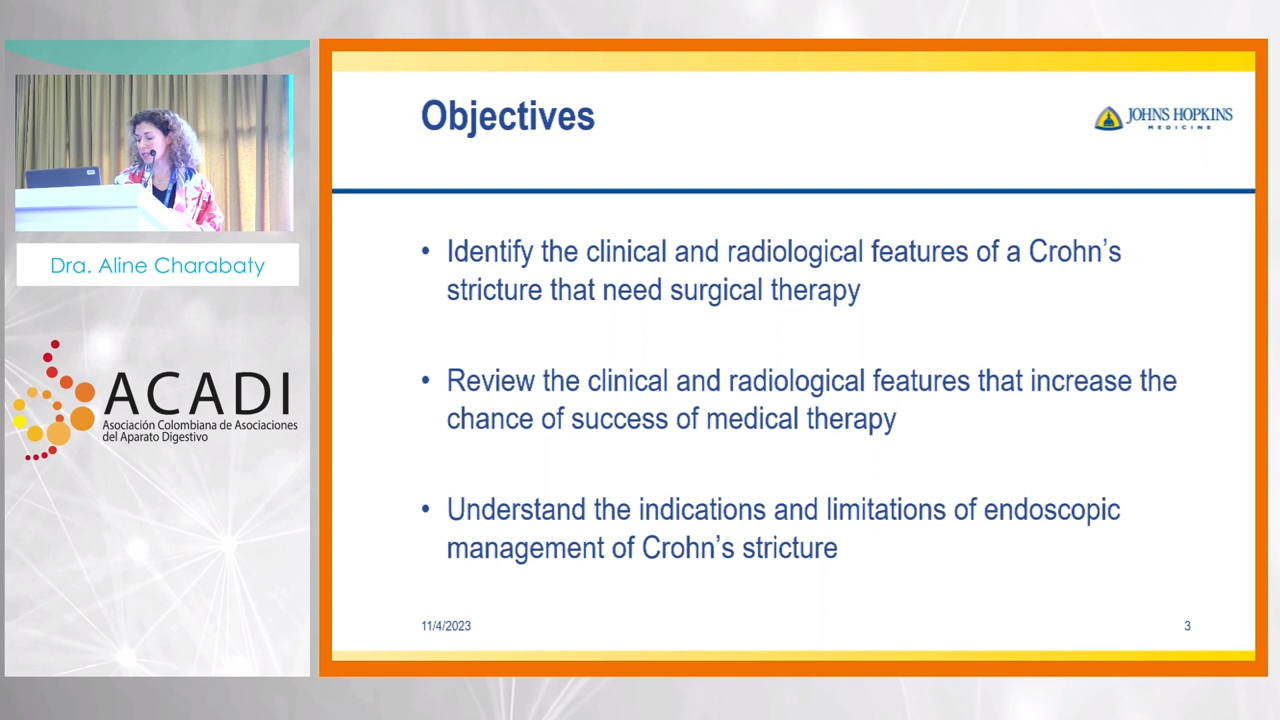 Dra. Aline Charabaty
ACADI
Asociación Colombiana de Asociaciones
del Aparato Digestivo
Objectives
JOHNS HOPKINS
MEDICINE
• Identify the clinical and radiological features of a Crohn’s
stricture that need surgical therapy
• Review the clinical and radiological features that increase the
chance of success of medical therapy
• Understand the indications and limitations of endoscopic
management of Crohn’s stricture
11/4/2023
3